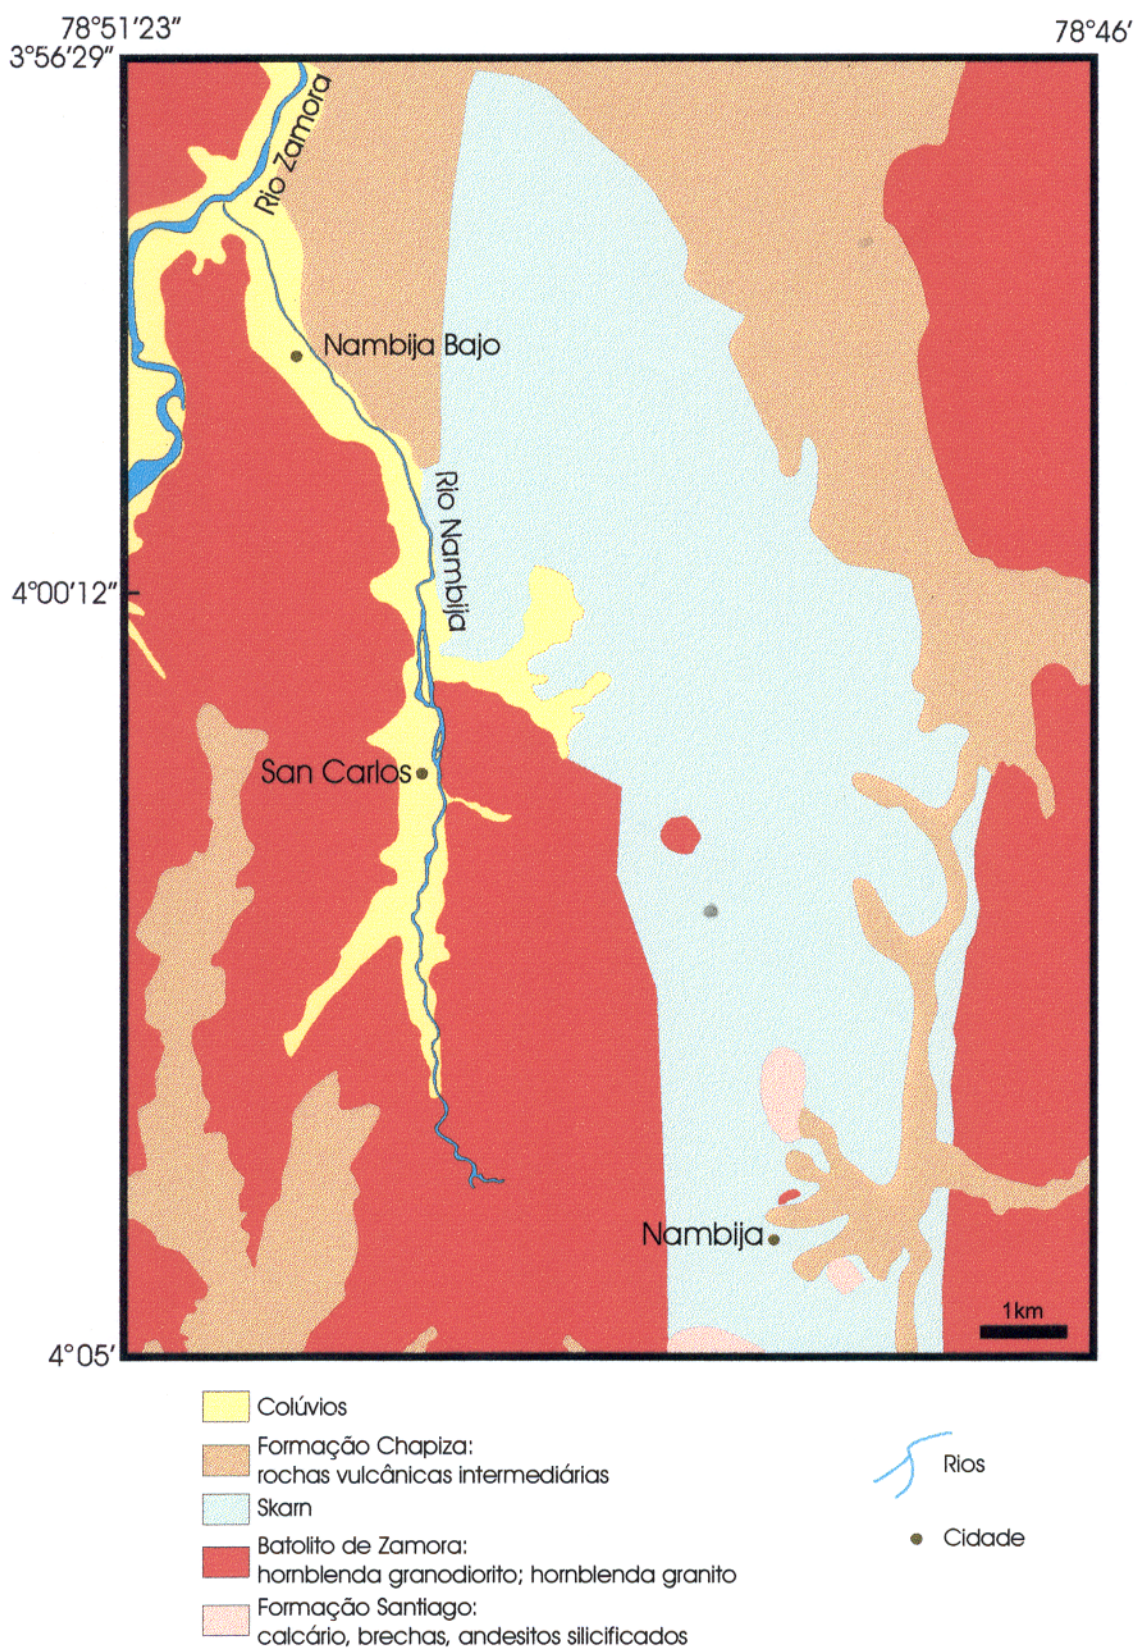 78°51'23" 78°46'
3°56'29"
Rio Zamora
Nambija Bajo
Rio Nambija
4°00'12"
San Carlos
Nambija
1km
4°05'
Colúvios
Formação Chapiza:
rochas vulcânicas intermediárias
Skarn
Batolito de Zamora:
hornblenda granodiorito; hornblenda granito
Formação Santiago:
calcário, brechas, andesitos silicificados
Rios
Cidade